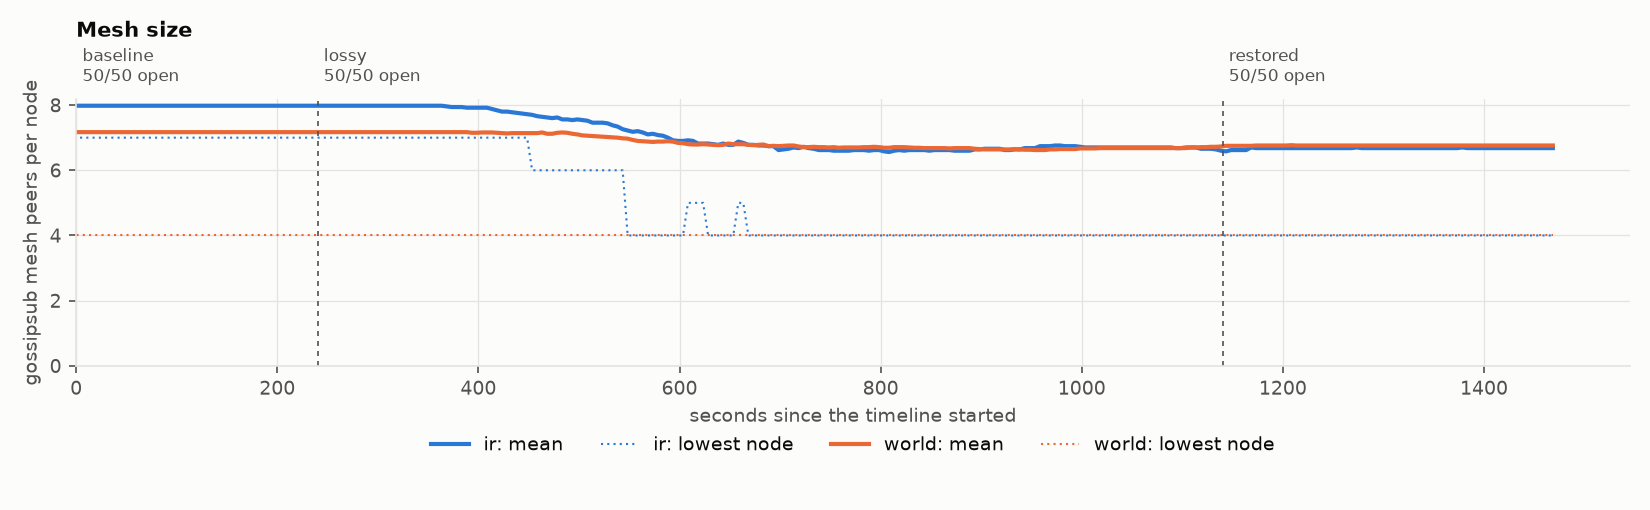 Mesh size
baseline
50/50 open
lossy
50/50 open
restored
50/50 open
gossipsub mesh peers per node
8
6
4
2
0
0 200 400 600 800 1000 1200 1400
seconds since the timeline started
ir: mean ir: lowest node world: mean world: lowest node